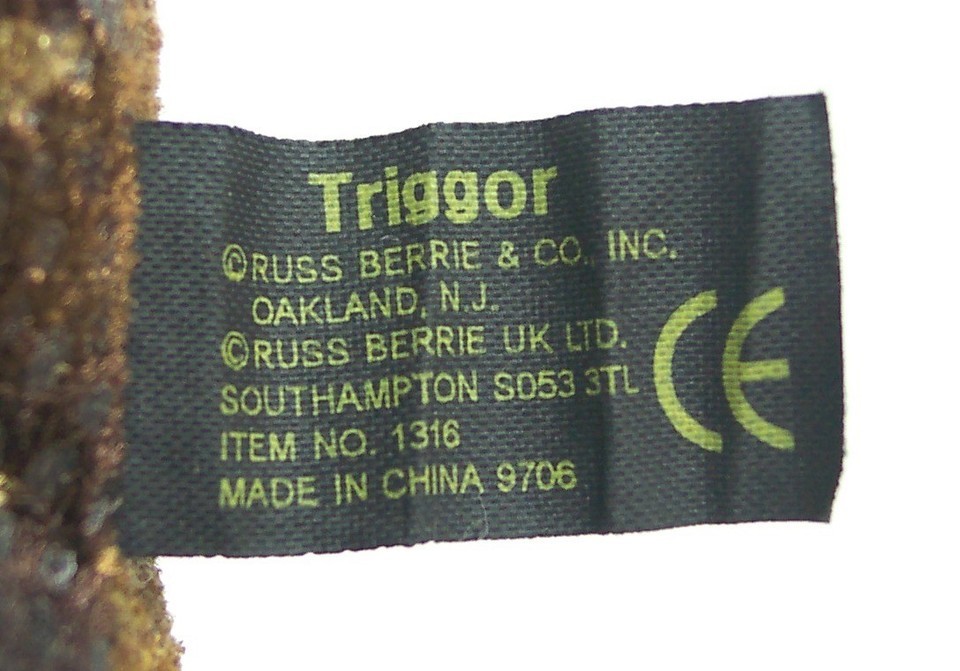 Triggor
©RUSS BERRIE & CO., INC.
OAKLAND, N.J.
©RUSS BERRIE UK LTD.
SOUTHAMPTON SO53 3TL
ITEM NO. 1316
MADE IN CHINA 9706
CE